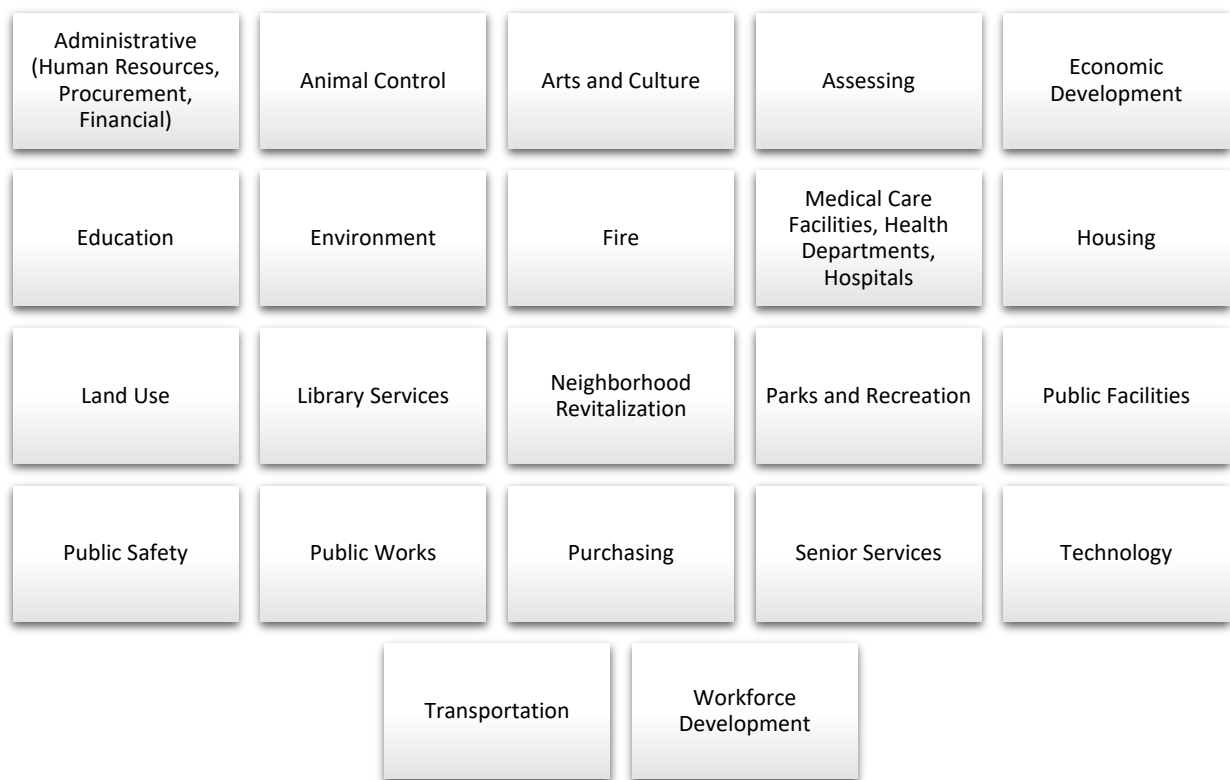 Administrative
(Human Resources,
Procurement,
Financial)
Animal Control
Arts and Culture
Assessing
Economic
Development
Education
Environment
Fire
Medical Care
Facilities, Health
Departments,
Hospitals
Housing
Land Use
Library Services
Neighborhood
Revitalization
Parks and Recreation
Public Facilities
Public Safety
Public Works
Purchasing
Senior Services
Technology
Transportation
Workforce
Development